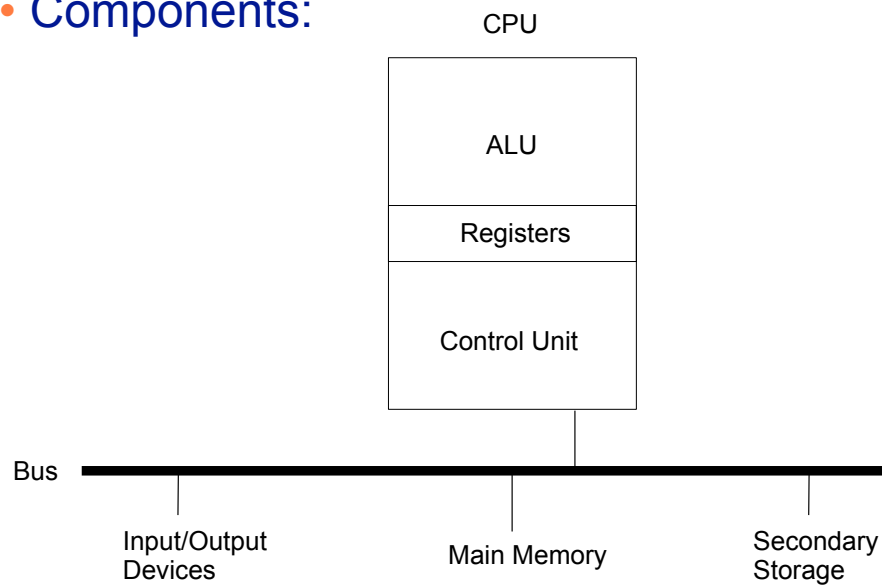 • Components:
CPU
ALU
Registers
Control Unit
Bus
Input/Output
Devices
Main Memory
Secondary
Storage